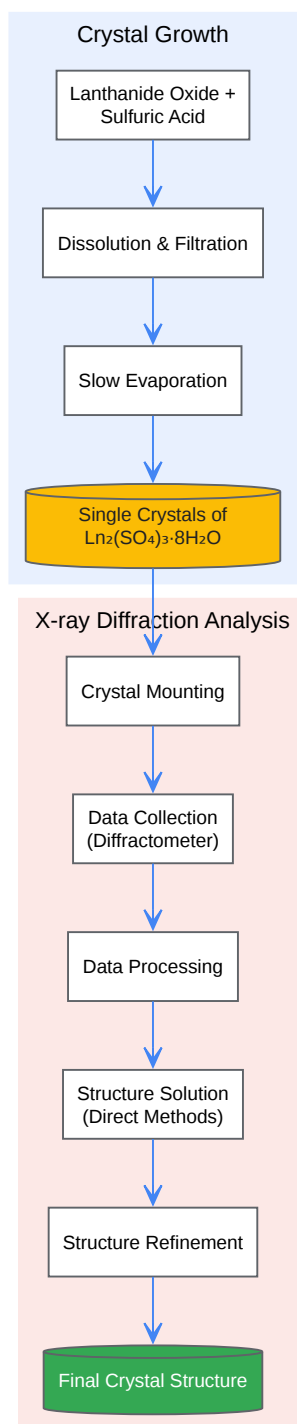 Crystal Growth
Lanthanide Oxide +
Sulfuric Acid
Dissolution & Filtration
Slow Evaporation
Single Crystals of
Ln₂(SO₄)₃·8H₂O
X-ray Diffraction Analysis
Crystal Mounting
Data Collection
(Diffractometer)
Data Processing
Structure Solution
(Direct Methods)
Structure Refinement
Final Crystal Structure